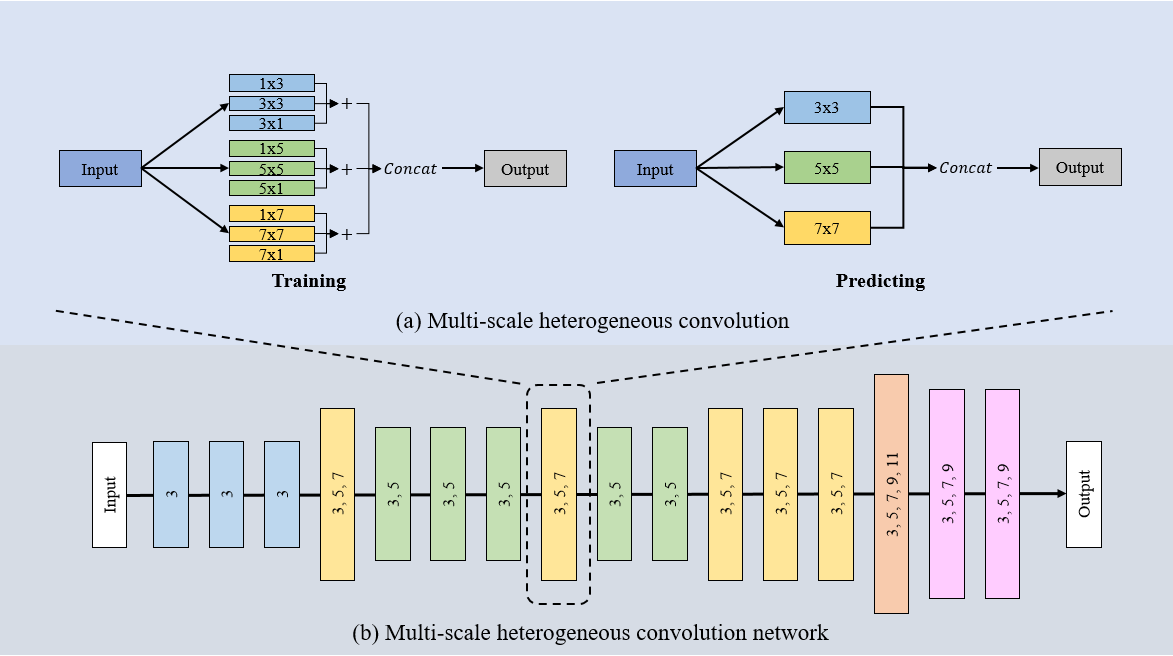 1x3
3x3
+
3x1
1x5
Input
5x5
+
Concat
Output
5x1
1x7
7x7
+
7x1
Training
3x3
Input
5x5
Concat
Output
7x7
Predicting
(a) Multi-scale heterogeneous convolution
Input
3
3
3
3, 5, 7
3, 5
3, 5
3, 5
3, 5, 7
3, 5
3, 5
3, 5, 7
3, 5, 7
3, 5, 7
3, 5, 7, 9, 11
3, 5, 7, 9
3, 5, 7, 9
Output
(b) Multi-scale heterogeneous convolution network